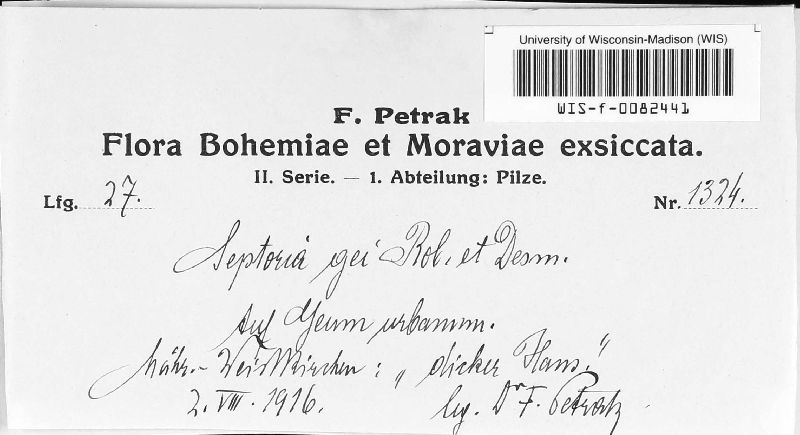 University of Wisconsin-Madison (WIS)
WIS-f-0082441
F. Petrak
Flora Bohemiae et Moraviae exsiccata.
II. Serie. — 1. Abteilung: Pilze.
Lfg. 27. Nr. 1324.
Septoria gei Rob. et Desm.
Auf Geum urbanum.
Mähr.-Weisskirchen: „dicker Hans."
2. VIII. 1916. leg. Dr F. Petrak